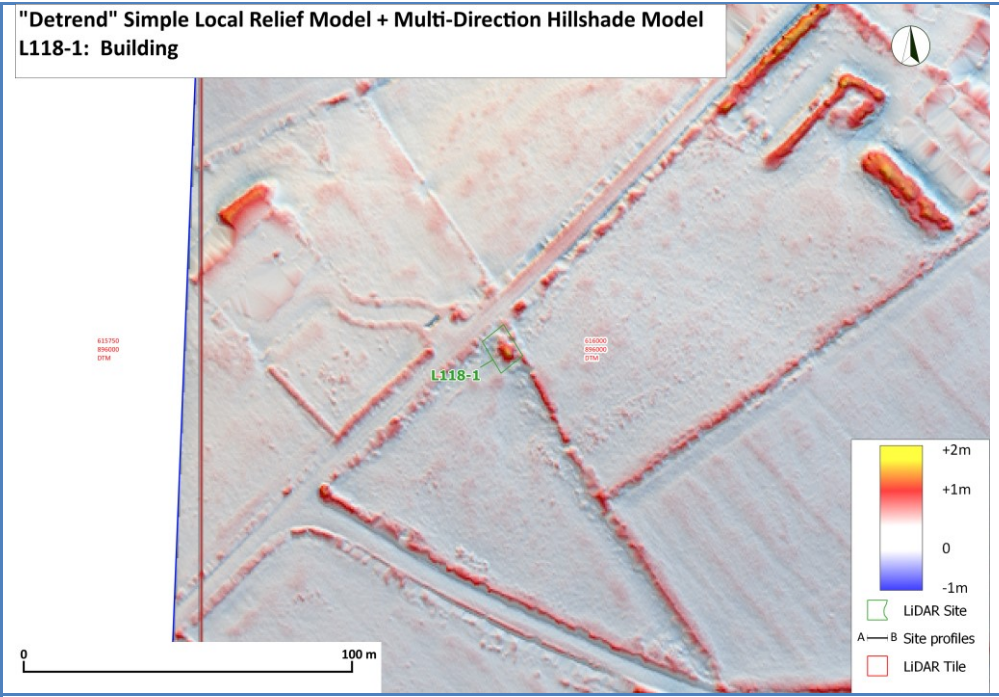 "Detrend" Simple Local Relief Model + Multi-Direction Hillshade Model
L118-1: Building
615750
896000
DTM
616000
896000
DTM
L118-1
+2m
+1m
0
-1m
LiDAR Site
A B Site profiles
LiDAR Tile
0 100 m